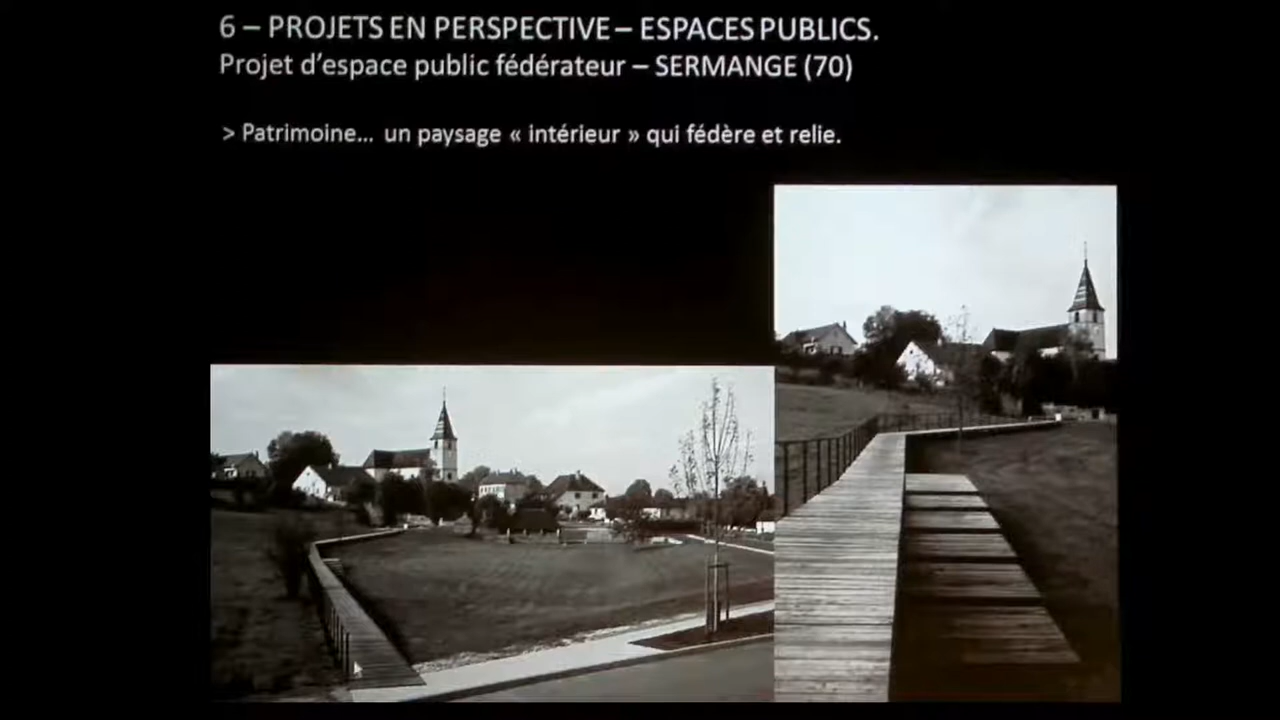 6 – PROJETS EN PERSPECTIVE – ESPACES PUBLICS.
Projet d’espace public fédérateur – SERMANGE (70)
> Patrimoine... un paysage « intérieur » qui fédère et relie.